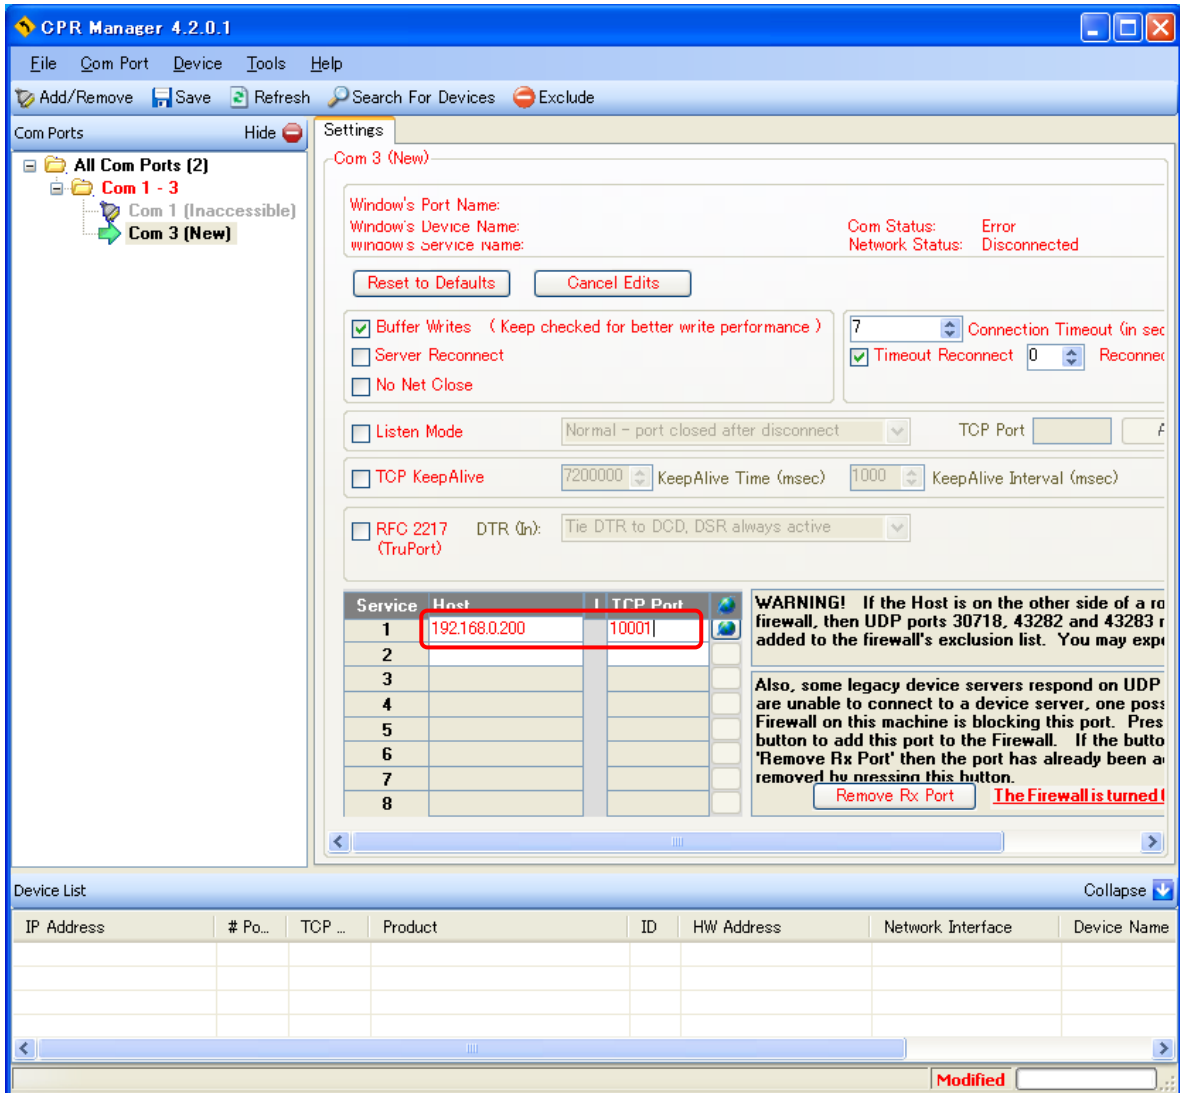 CPR Manager 4.2.0.1
File Com Port Device Tools Help
Add/Remove Save Refresh Search For Devices Exclude
Com Ports Hide
Settings
All Com Ports (2)
Com 1 - 3
Com 1 (Inaccessible)
Com 3 (New)
Com 3 (New)
Window's Port Name:
Window's Device Name: Com Status: Error
Window's Service Name: Network Status: Disconnected
Reset to Defaults Cancel Edits
Buffer Writes ( Keep checked for better write performance ) 7 Connection Timeout (in sec
Server Reconnect Timeout Reconnect 0 Reconnec
No Net Close
Listen Mode Normal - port closed after disconnect TCP Port
TCP KeepAlive 7200000 KeepAlive Time (msec) 1000 KeepAlive Interval (msec)
RFC 2217 DTR (In): Tie DTR to DCD, DSR always active
(TruPort)
Service Host TCP Port
1 192.168.0.200 10001
2
3
4
5
6
7
8
WARNING! If the Host is on the other side of a ro
firewall, then UDP ports 30718, 43282 and 43283 r
added to the firewall's exclusion list. You may expe
Also, some legacy device servers respond on UDP
are unable to connect to a device server, one poss
Firewall on this machine is blocking this port. Pres
button to add this port to the Firewall. If the butto
'Remove Rx Port' then the port has already been a
removed by pressing this button.
Remove Rx Port The Firewall is turned
Device List Collapse
IP Address # Po... TCP ... Product ID HW Address Network Interface Device Name
Modified